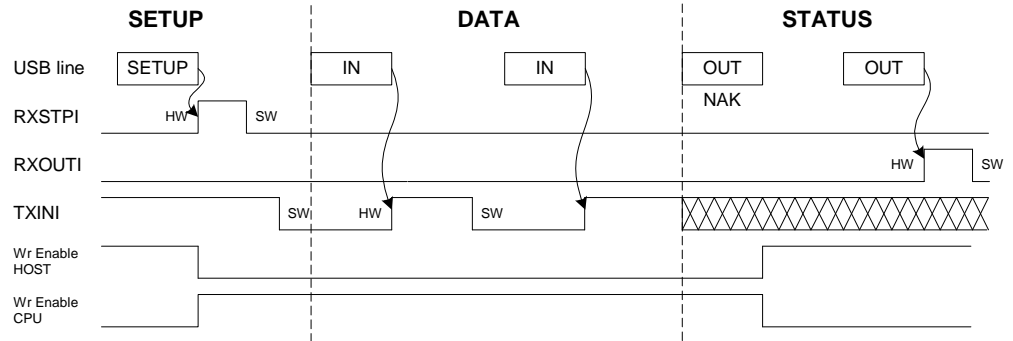 SETUP DATA STATUS
USB line SETUP IN IN OUT OUT
NAK
RXSTPI HW SW
RXOUTI HW SW
TXINI SW HW SW
Wr Enable
HOST
Wr Enable
CPU